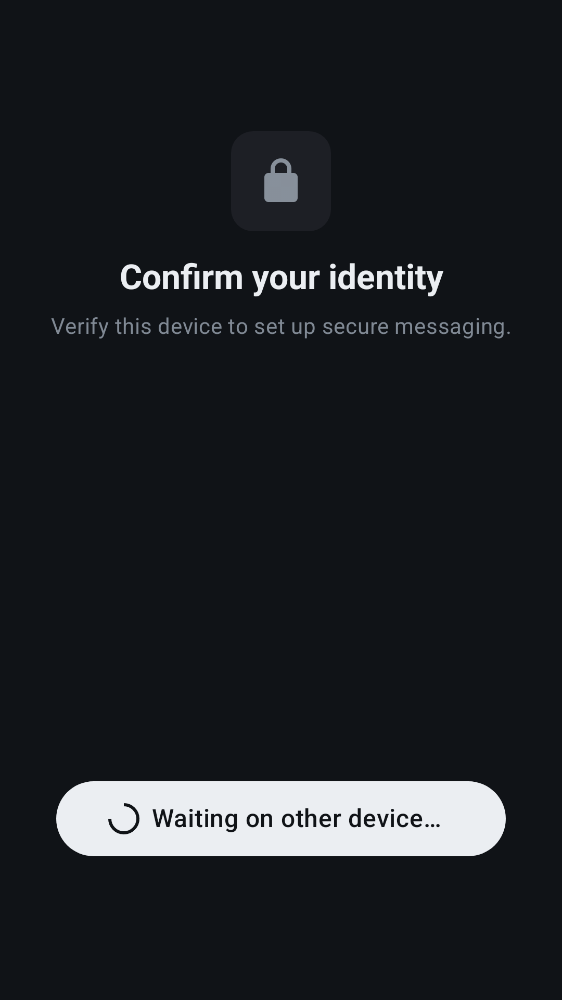 Confirm your identity
Verify this device to set up secure messaging.
Waiting on other device…